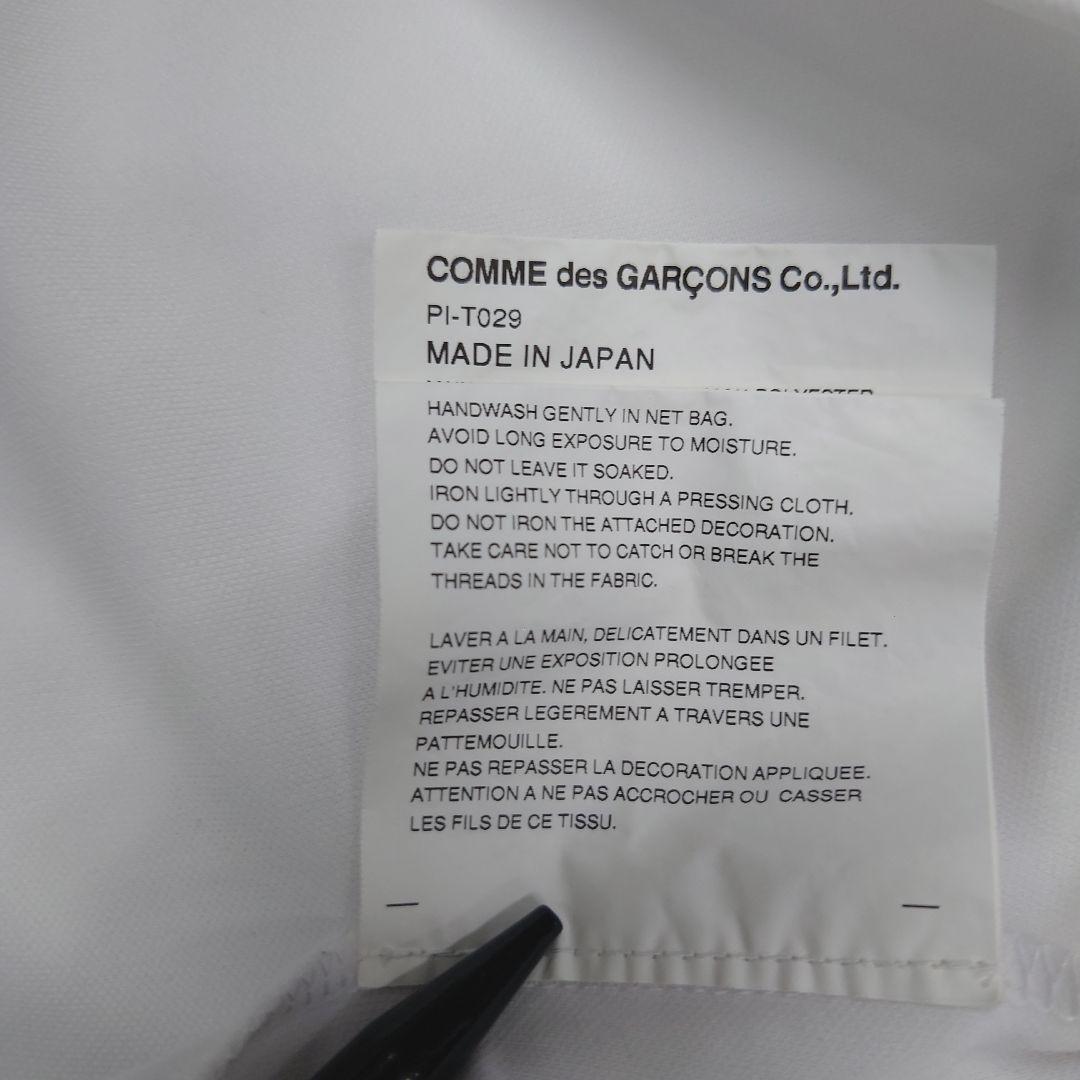 COMME des GARÇONS Co.,Ltd.
PI-T029
MADE IN JAPAN
POLYESTER
HANDWASH GENTLY IN NET BAG.
AVOID LONG EXPOSURE TO MOISTURE.
DO NOT LEAVE IT SOAKED.
IRON LIGHTLY THROUGH A PRESSING CLOTH.
DO NOT IRON THE ATTACHED DECORATION.
TAKE CARE NOT TO CATCH OR BREAK THE
THREADS IN THE FABRIC.
LAVER A LA MAIN, DELICATEMENT DANS UN FILET.
EVITER UNE EXPOSITION PROLONGEE
A L'HUMIDITE. NE PAS LAISSER TREMPER.
REPASSER LEGEREMENT A TRAVERS UNE
PATTEMOUILLE.
NE PAS REPASSER LA DECORATION APPLIQUEE.
ATTENTION A NE PAS ACCROCHER OU CASSER
LES FILS DE CE TISSU.